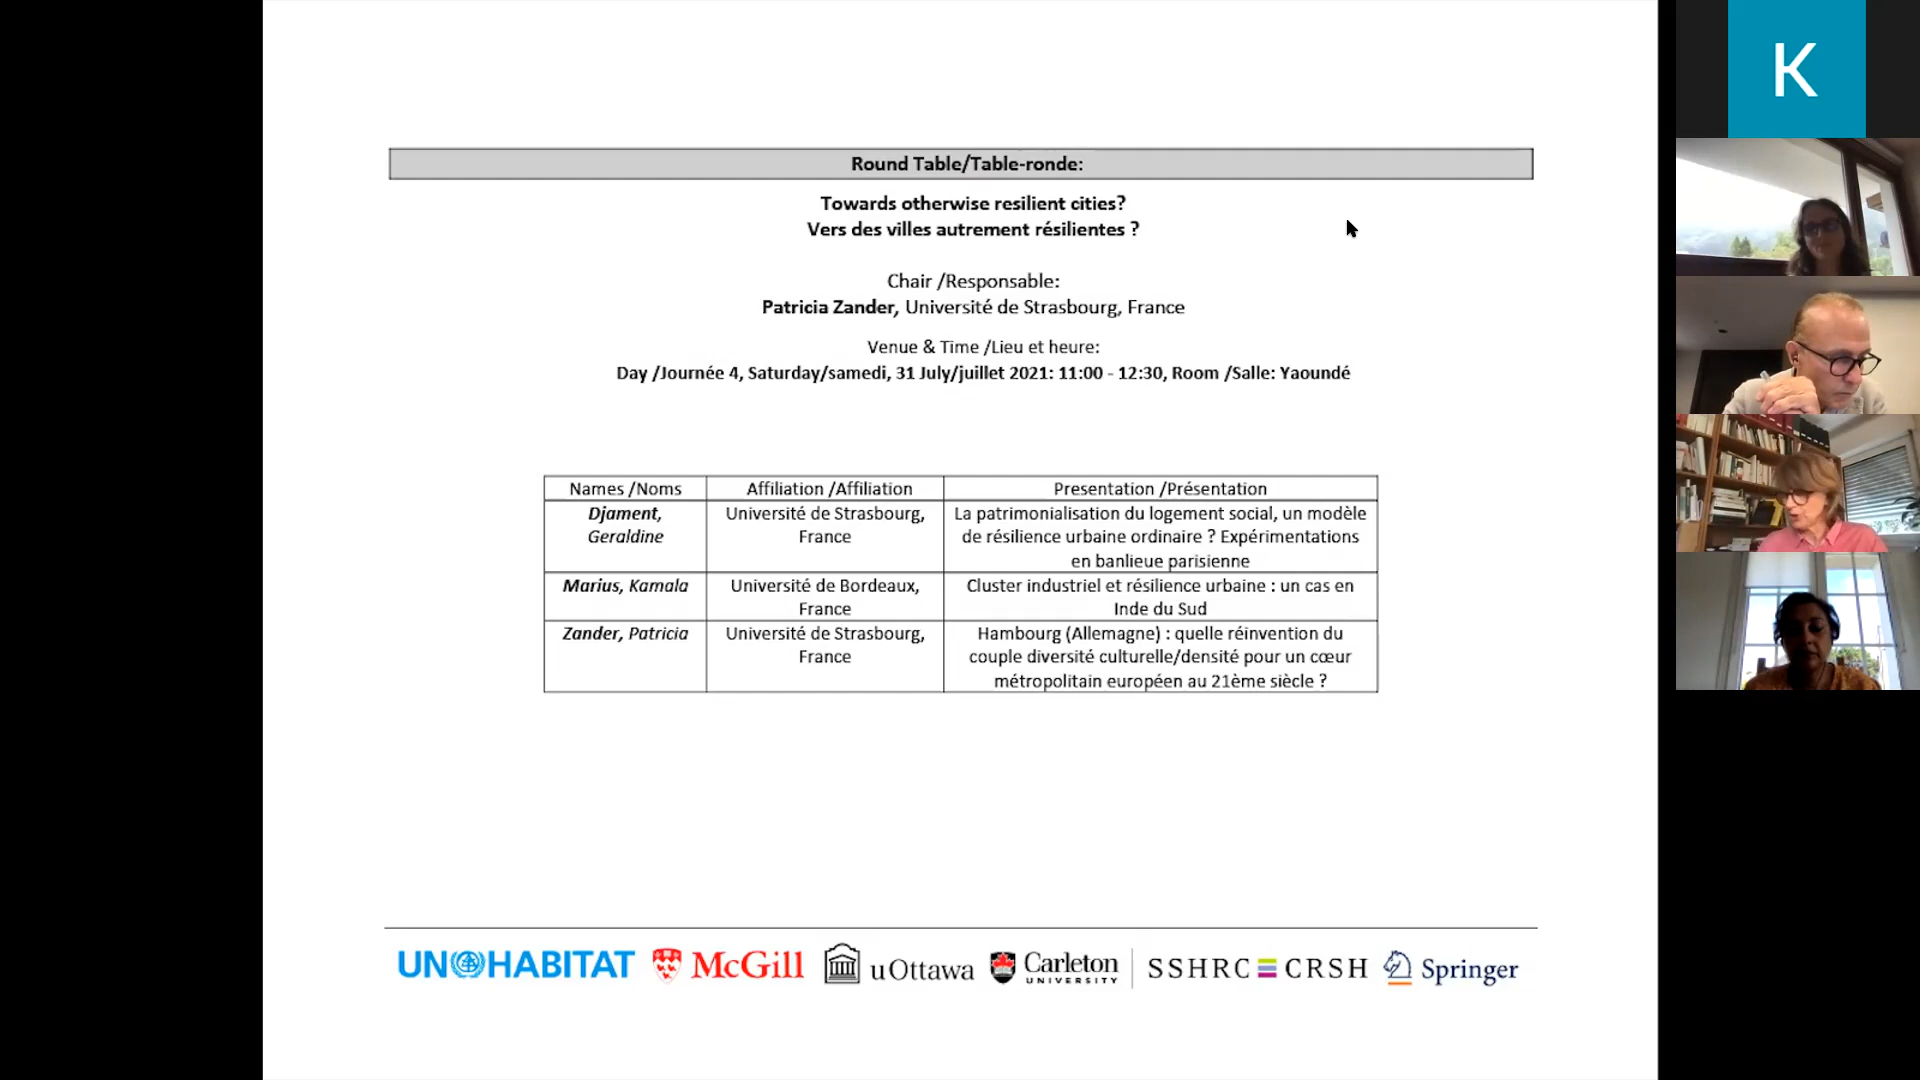 Round Table/Table-ronde:
Towards otherwise resilient cities?
Vers des villes autrement résilientes ?
Chair /Responsable:
Patricia Zander, Université de Strasbourg, France
Venue & Time /Lieu et heure:
Day /Journée 4, Saturday/samedi, 31 July/juillet 2021: 11:00 - 12:30, Room /Salle: Yaoundé
Names /Noms
Affiliation /Affiliation
Presentation /Présentation
Djament,
Geraldine
Université de Strasbourg,
France
La patrimonialisation du logement social, un modèle
de résilience urbaine ordinaire ? Expérimentations
en banlieue parisienne
Marius, Kamala
Université de Bordeaux,
France
Cluster industriel et résilience urbaine : un cas en
Inde du Sud
Zander, Patricia
Université de Strasbourg,
France
Hambourg (Allemagne) : quelle réinvention du
couple diversité culturelle/densité pour un cœur
métropolitain européen au 21ème siècle ?
UN HABITAT
McGill
uOttawa
Carleton
UNIVERSITY
SSHRC CRSH
Springer
K